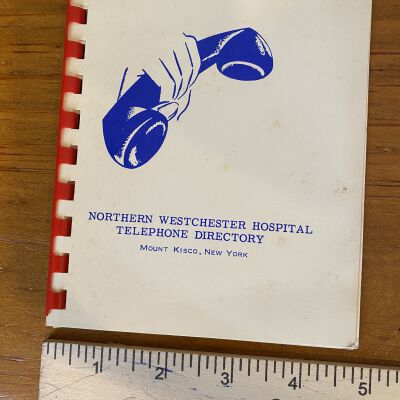 NORTHERN WESTCHESTER HOSPITAL
TELEPHONE DIRECTORY
MOUNT KISCO, NEW YORK
1 2 3 4 5